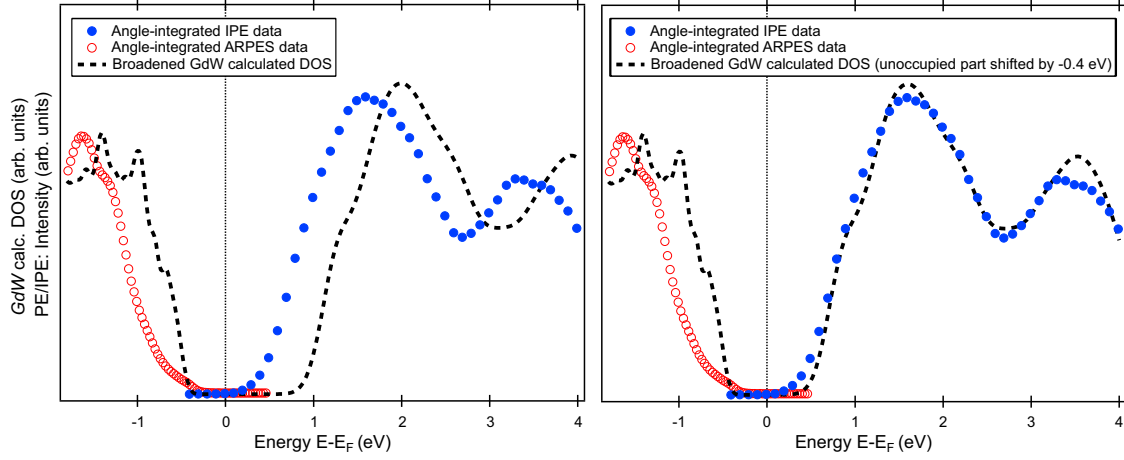 GdW calc. DOS (arb. units)
PE/IPE: Intensity (arb. units)
Angle-integrated IPE data
Angle-integrated ARPES data
Broadened GdW calculated DOS
-1 0 1 2 3 4
Energy E-EF (eV)
Angle-integrated IPE data
Angle-integrated ARPES data
Broadened GdW calculated DOS (unoccupied part shifted by -0.4 eV)
-1 0 1 2 3 4
Energy E-EF (eV)